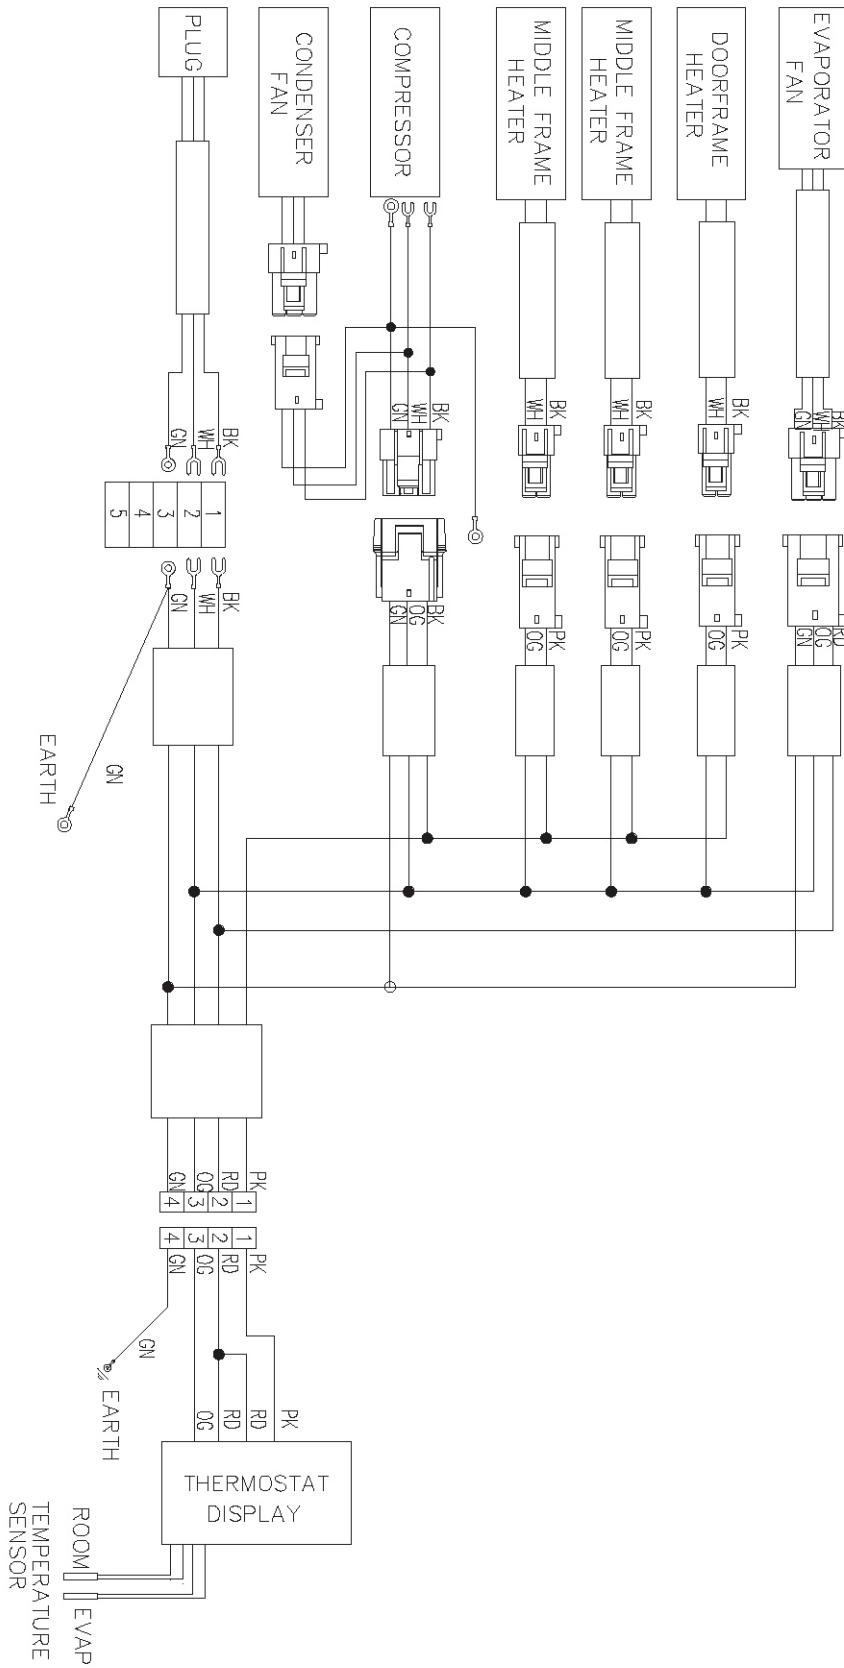 PLUG
CONDENSER
FAN
COMPRESSOR
MIDDLE FRAME
HEATER
MIDDLE FRAME
HEATER
DOORFRAME
HEATER
EVAPORATOR
FAN
BK
WH
GN
BK
WH
GN
BK
WH
BK
WH
BK
WH
BK
WH
GN
1
2
3
4
5
BK
WH
GN
BK
OG
GN
PK
OG
PK
OG
PK
OG
RD
OG
GN
GN
EARTH
PK
RD
OG
GN
1
2
3
4
1
2
3
4
PK
RD
OG
GN
GN
EARTH
PK
RD
RD
OG
THERMOSTAT
DISPLAY
ROOM
EVAP
TEMPERATURE
SENSOR